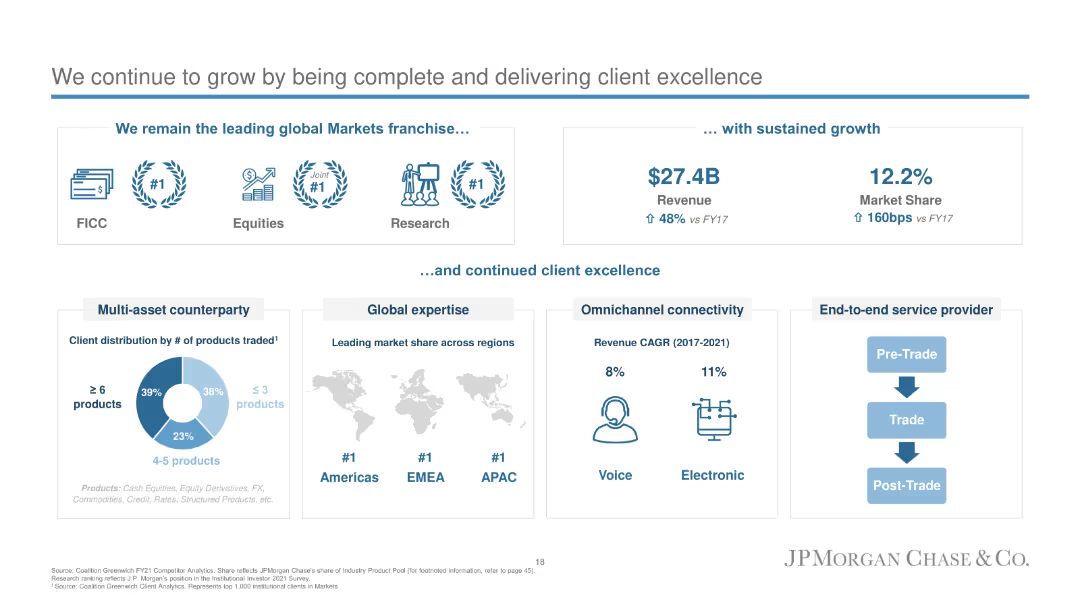 We continue to grow by being complete and delivering client excellence
We remain the leading global Markets franchise…
#1
Joint
#1
#1
FICC
Equities
Research
… with sustained growth
$27.4B
Revenue
⇧ 48% vs FY17
12.2%
Market Share
⇧ 160bps vs FY17
…and continued client excellence
Multi-asset counterparty
Client distribution by # of products traded¹
≥ 6
products
39%
38%
≤ 3
products
23%
4-5 products
Products: Cash Equities, Equity Derivatives, FX,
Commodities, Credit, Rates, Structured Products, etc.
Global expertise
Leading market share across regions
#1
Americas
#1
EMEA
#1
APAC
Omnichannel connectivity
Revenue CAGR (2017-2021)
8%
11%
Voice
Electronic
End-to-end service provider
Pre-Trade
Trade
Post-Trade
Source: Coalition Greenwich FY21 Competitor Analytics. Share reflects JPMorgan Chase's share of Industry Product Pool (for footnoted information, refer to page 45).
Research ranking reflects J.P. Morgan's position in the Institutional Investor 2021 Survey.
¹ Source: Coalition Greenwich Client Analytics. Represents top 1,000 institutional clients in Markets
18
JPMORGAN CHASE & CO.